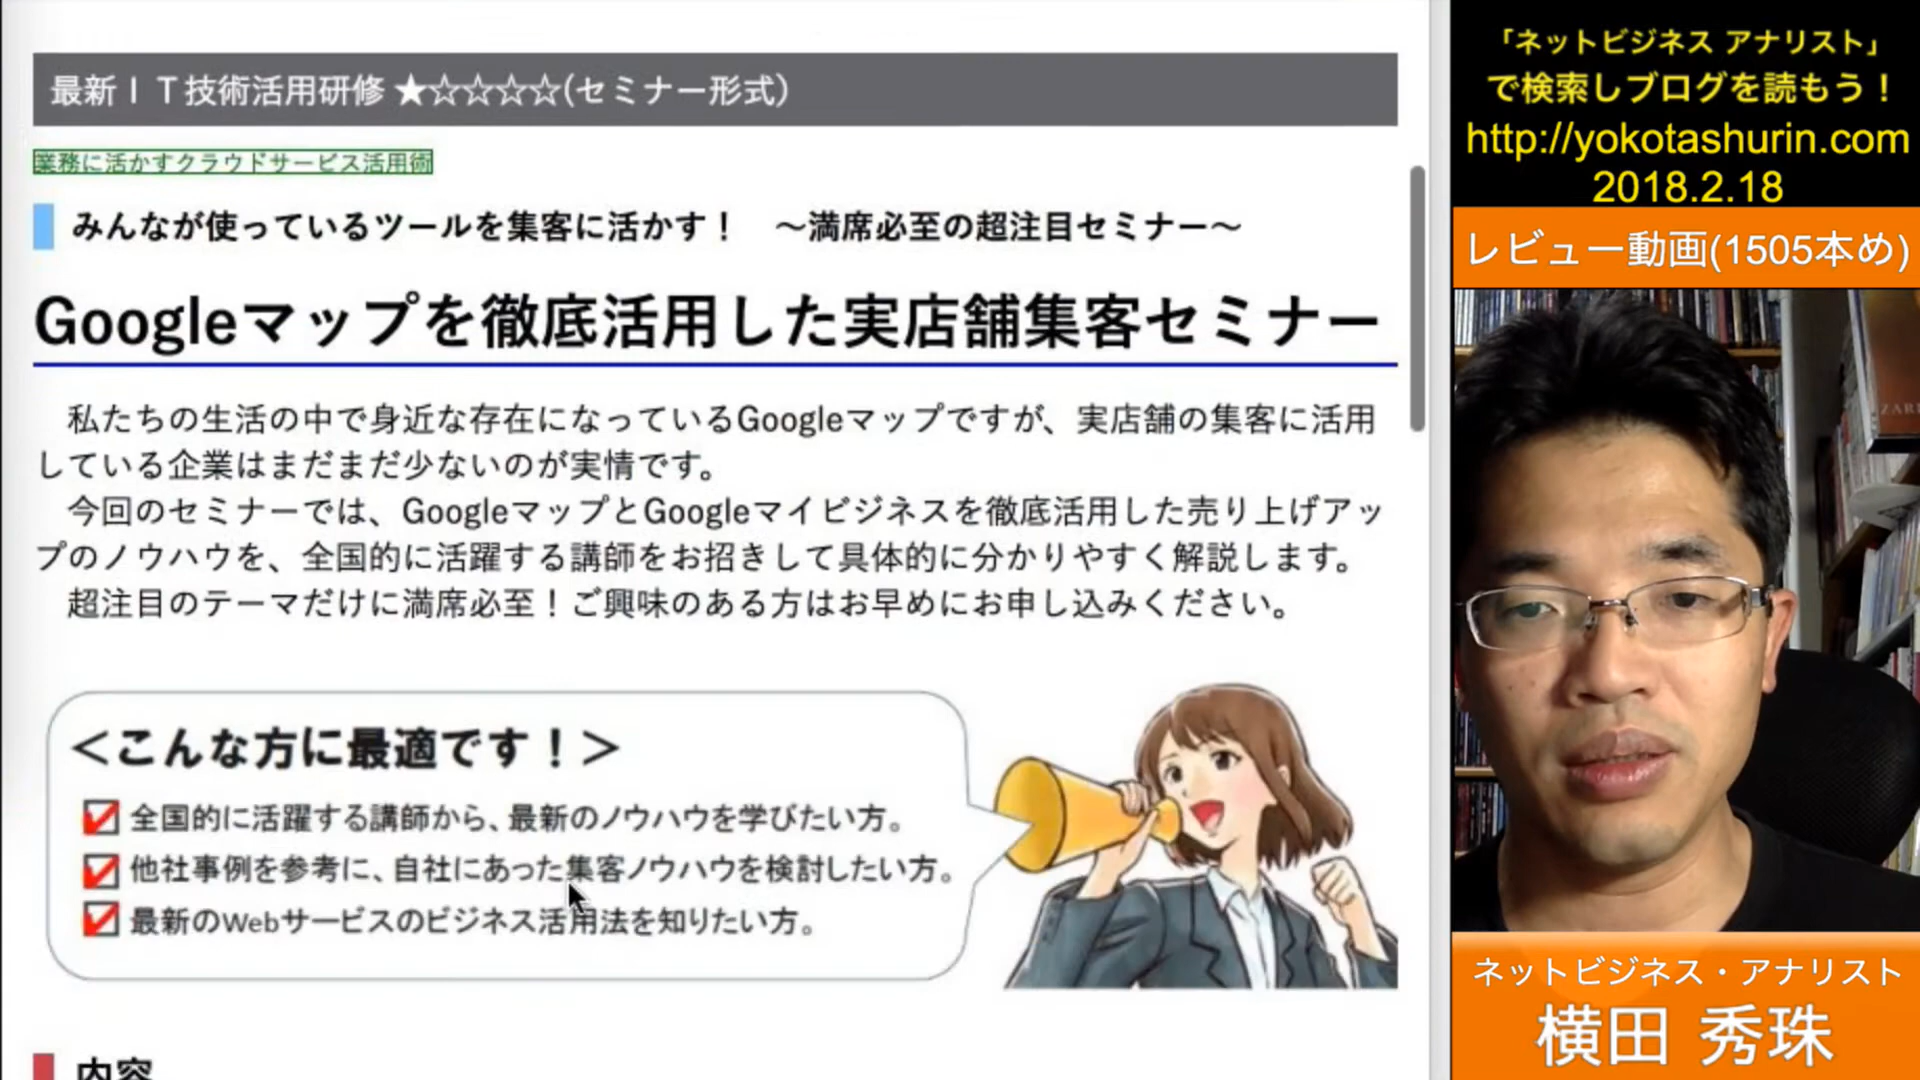 最新ＩＴ技術活用研修 ★☆☆☆☆(セミナー形式)
業務に活かすクラウドサービス活用術
みんなが使っているツールを集客に活かす！　～満席必至の超注目セミナー～
Googleマップを徹底活用した実店舗集客セミナー
私たちの生活の中で身近な存在になっているGoogleマップですが、実店舗の集客に活用
している企業はまだまだ少ないのが実情です。
今回のセミナーでは、GoogleマップとGoogleマイビジネスを徹底活用した売り上げアッ
プのノウハウを、全国的に活躍する講師をお招きして具体的に分かりやすく解説します。
超注目のテーマだけに満席必至！ご興味のある方はお早めにお申し込みください。
＜こんな方に最適です！＞
全国的に活躍する講師から、最新のノウハウを学びたい方。
他社事例を参考に、自社にあった集客ノウハウを検討したい方。
最新のWebサービスのビジネス活用法を知りたい方。
内容
「ネットビジネス アナリスト」
で検索しブログを読もう！
http://yokotashurin.com
2018.2.18
レビュー動画(1505本め)
ZARD
ネットビジネス・アナリスト
横田 秀珠